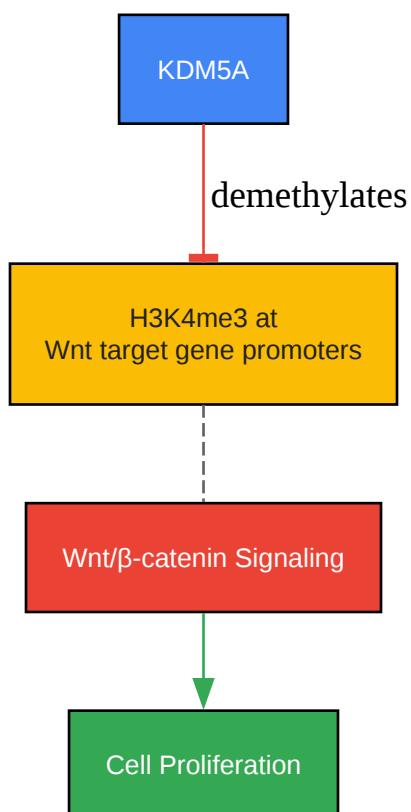 KDM5A
demethylates
H3K4me3 at
Wnt target gene promoters
Wnt/β-catenin Signaling
Cell Proliferation